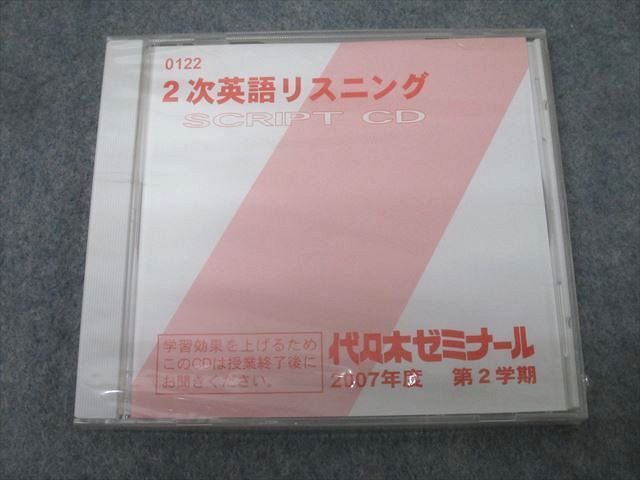 0122
2次英語リスニング
SCRIPT CD
学習効果を上げるため
このCDは授業終了後に
お聞きください。
代々木ゼミナール
2007年度 第2学期